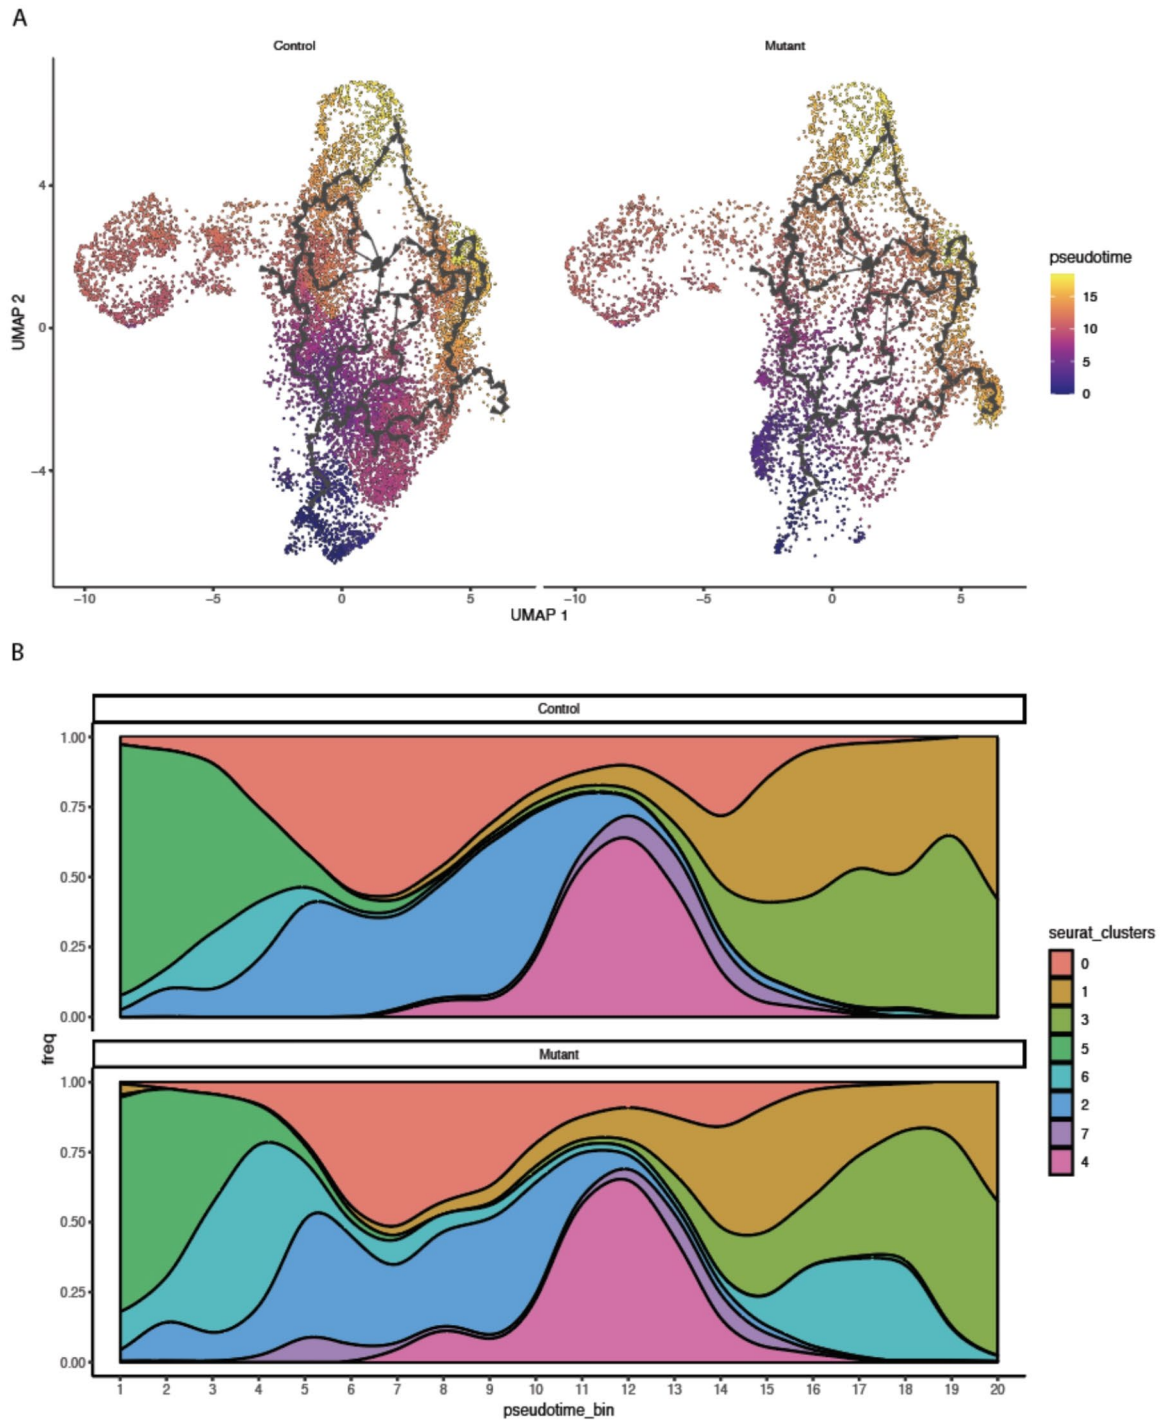 A
Control Mutant
4
0
−4
UMAP 2
−10 −5 0 5 −10 −5 0 5
UMAP 1
pseudotime
15
10
5
0
B
Control
1.00
0.75
0.50
0.25
0.00
freq
Mutant
1.00
0.75
0.50
0.25
0.00
1 2 3 4 5 6 7 8 9 10 11 12 13 14 15 16 17 18 19 20
pseudotime_bin
seurat_clusters
0
1
3
5
6
2
7
4